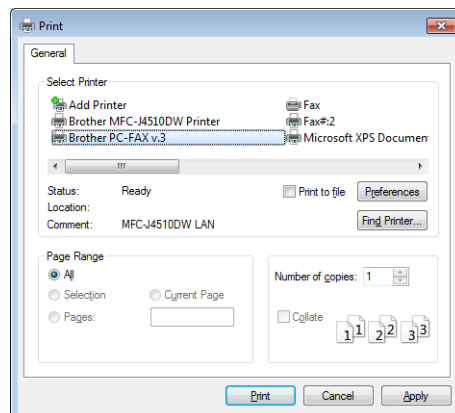 Print
General
Select Printer
Add Printer
Brother MFC-J4510DW Printer
Brother PC-FAX v.3
Fax
Fax#:2
Microsoft XPS Documen
Status: Ready
Print to file
Preferences
Location:
Comment: MFC-J4510DW LAN
Find Printer...
Page Range
All
Selection
Current Page
Pages:
Number of copies: 1
Collate
1 1 2 2 3 3
Print
Cancel
Apply